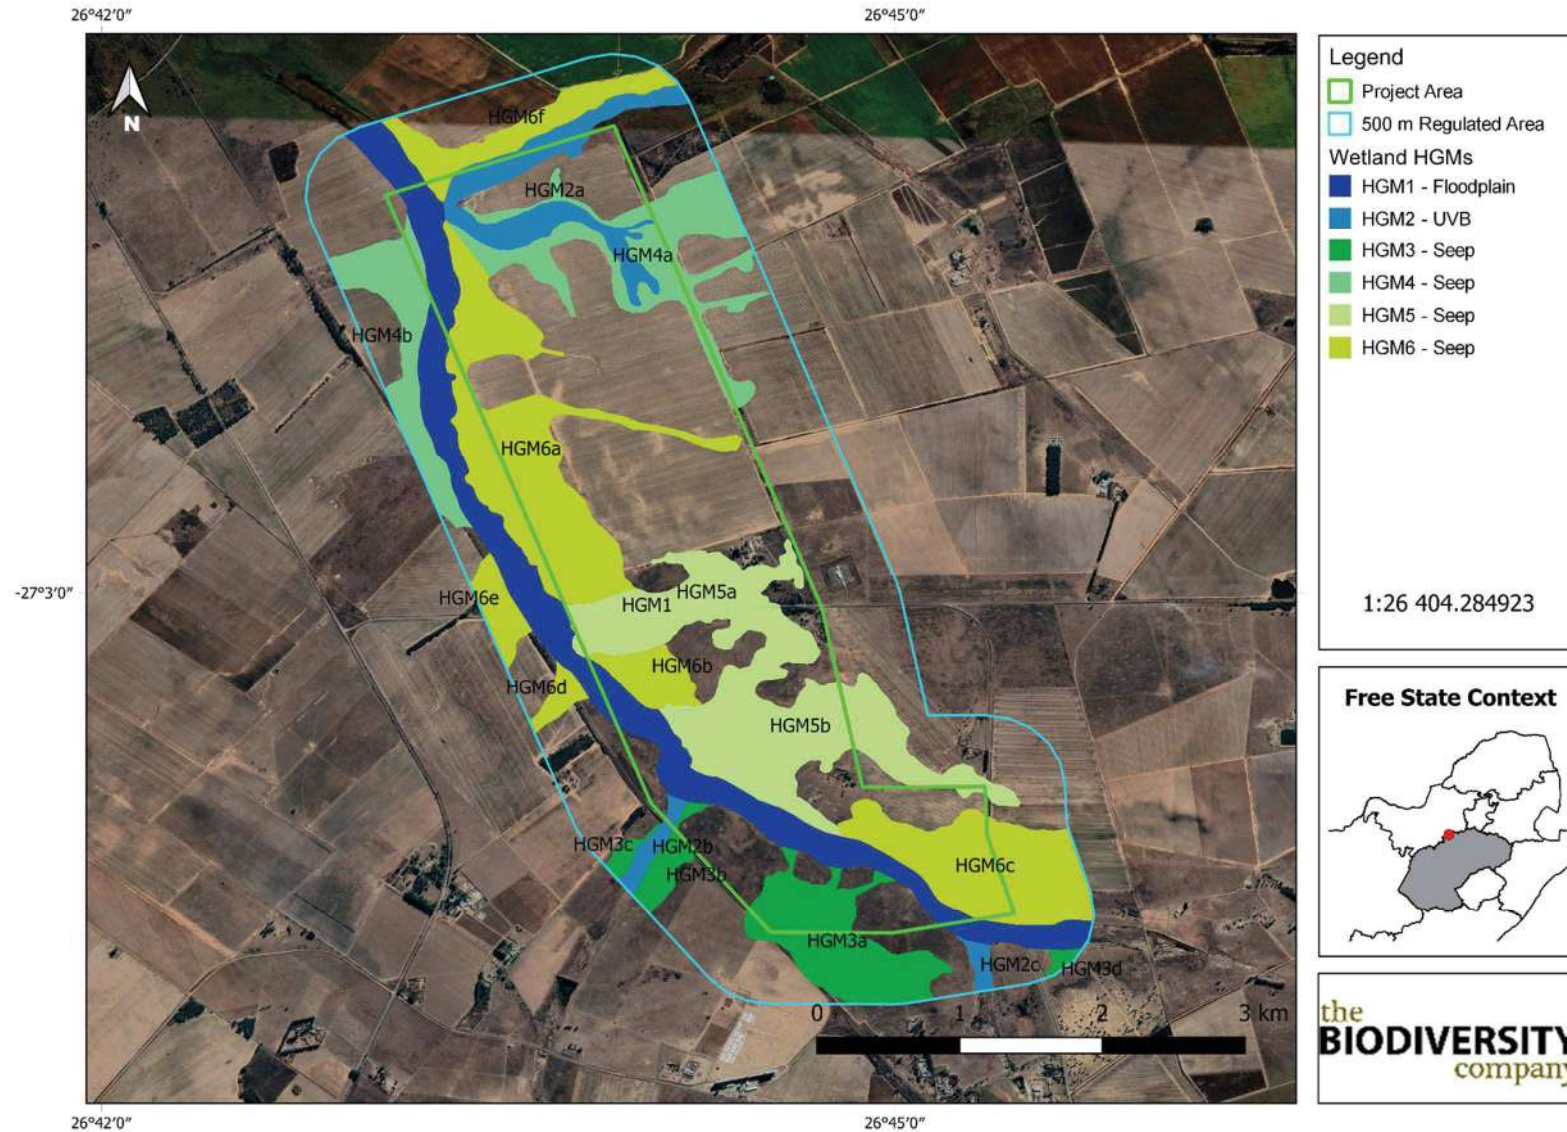 26°42'0"
26°45'0"
N
HGM6f
HGM2a
HGM4a
HGM4b
HGM6a
-27°3'0"
HGM6e
HGM1
HGM5a
HGM6b
HGM6d
HGM5b
HGM3c
HGM2b
HGM3b
HGM6c
HGM3a
HGM2c
HGM3d
0
1
2
3 km
26°42'0"
26°45'0"
Legend
Project Area
500 m Regulated Area
Wetland HGMs
HGM1 - Floodplain
HGM2 - UVB
HGM3 - Seep
HGM4 - Seep
HGM5 - Seep
HGM6 - Seep
1:26 404.284923
Free State Context
the
BIODIVERSITY
company